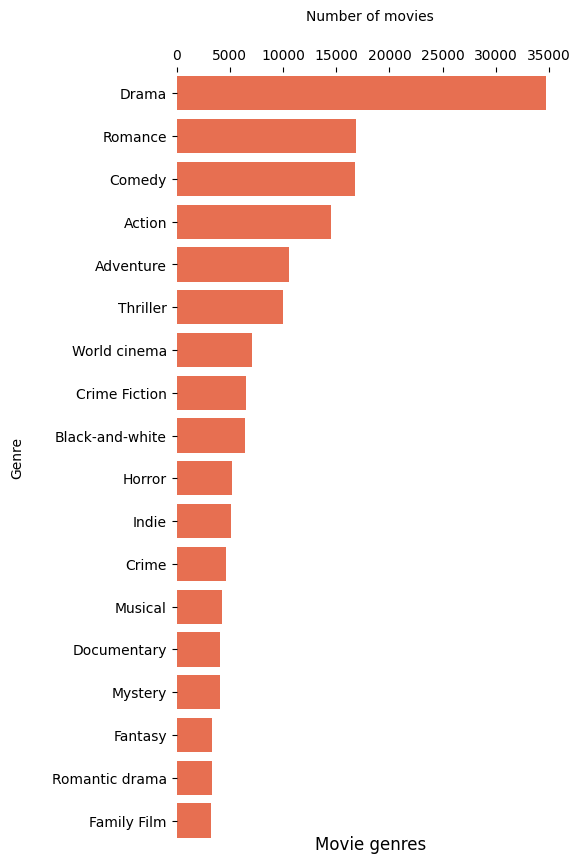 Number of movies
0 5000 10000 15000 20000 25000 30000 35000
Drama
Romance
Comedy
Action
Adventure
Thriller
World cinema
Crime Fiction
Black-and-white
Genre
Horror
Indie
Crime
Musical
Documentary
Mystery
Fantasy
Romantic drama
Family Film
Movie genres